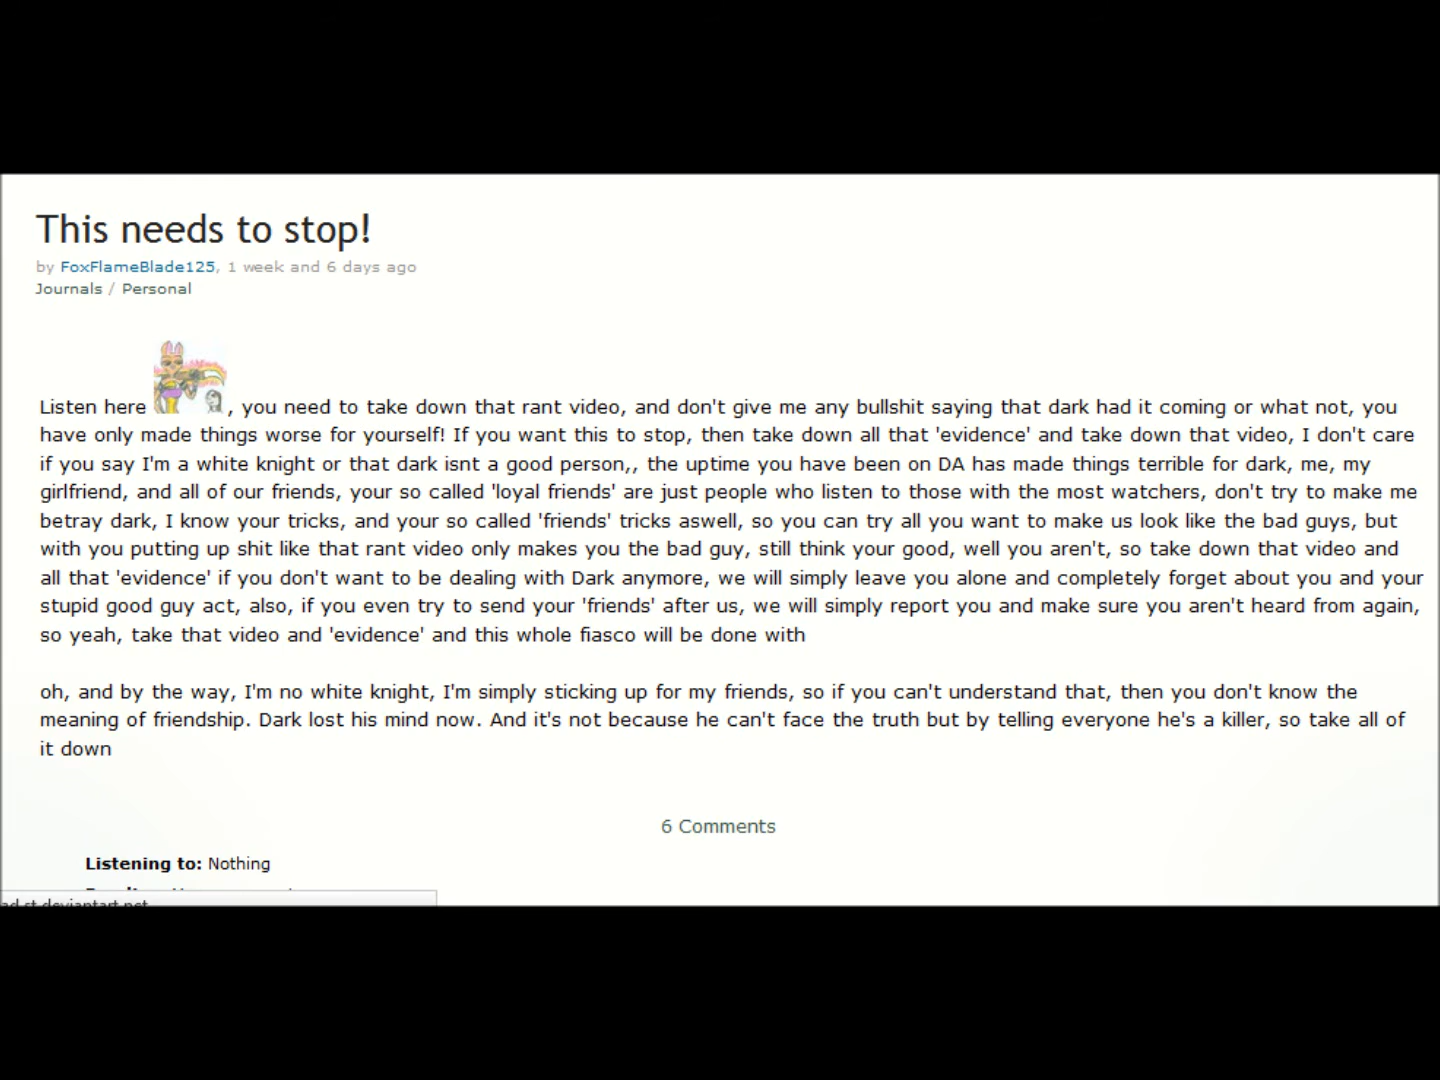 This needs to stop!
by FoxFlameBlade125, 1 week and 6 days ago
Journals / Personal
Listen here , you need to take down that rant video, and don't give me any bullshit saying that dark had it coming or what not, you
have only made things worse for yourself! If you want this to stop, then take down all that 'evidence' and take down that video, I don't care
if you say I'm a white knight or that dark isnt a good person,, the uptime you have been on DA has made things terrible for dark, me, my
girlfriend, and all of our friends, your so called 'loyal friends' are just people who listen to those with the most watchers, don't try to make me
betray dark, I know your tricks, and your so called 'friends' tricks aswell, so you can try all you want to make us look like the bad guys, but
with you putting up shit like that rant video only makes you the bad guy, still think your good, well you aren't, so take down that video and
all that 'evidence' if you don't want to be dealing with Dark anymore, we will simply leave you alone and completely forget about you and your
stupid good guy act, also, if you even try to send your 'friends' after us, we will simply report you and make sure you aren't heard from again,
so yeah, take that video and 'evidence' and this whole fiasco will be done with
oh, and by the way, I'm no white knight, I'm simply sticking up for my friends, so if you can't understand that, then you don't know the
meaning of friendship. Dark lost his mind now. And it's not because he can't face the truth but by telling everyone he's a killer, so take all of
it down
6 Comments
Listening to: Nothing
ad.st.deviantart.net